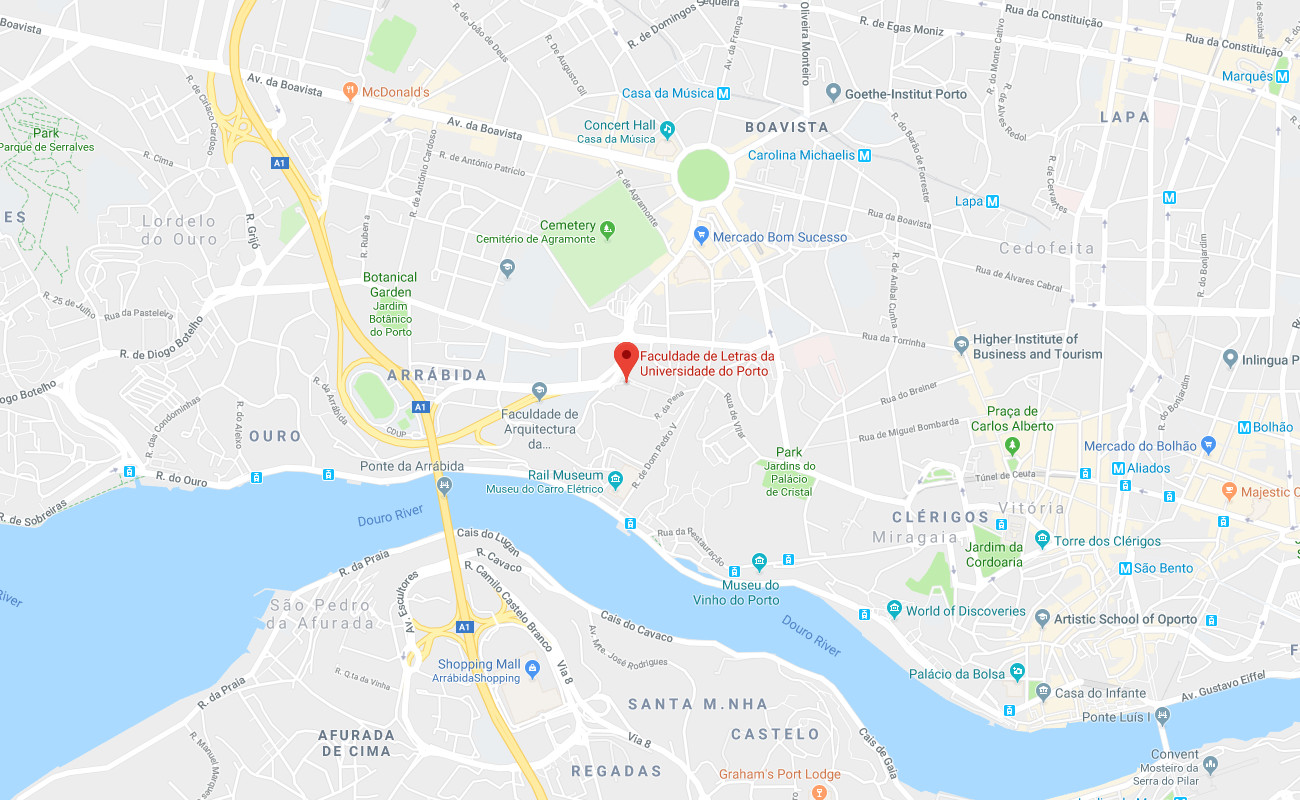 Boavista
R. de João de Deus
R. de Domingos Sequeira
Oliveira Monteiro
R. de Egas Moniz
Rua da Constituição
Rua da Constituição
R. de Augusto Gil
Av. da França
R. do Monte Cativo
R. de Alves Redol
Marquês
Av. da Boavista
McDonald's
Casa da Música
Goethe-Institut Porto
R. de Ciríaco Cardoso
Park
Parque de Serralves
Av. da Boavista
Concert Hall
Casa da Música
BOAVISTA
LAPA
R. do Barão de Forrester
A1
R. Cima
R. de António Cardoso
R. de António Patrício
R. de Agramonte
Carolina Michaelis
R. de Cervantes
Lapa
ES
Lordelo
do Ouro
R. Grijó
R. Ruben a
Cemetery
Cemitério de Agramonte
Mercado Bom Sucesso
Rua da Boavista
Cedofeita
R. do Bonjardim
Botanical
Garden
Jardim
Botânico
do Porto
R. 25 de Julho
Rua da Pasteleira
R. de Diogo Botelho
R. de Aníbal Cunha
Rua de Álvares Cabral
Rua da Torrinha
Higher Institute of
Business and Tourism
Inlingua P
Faculdade de Letras da
Universidade do Porto
ARRÁBIDA
ogo Botelho
R. das Condominhas
R. do Aleixo
R. da Arrábida
CDUP
A1
Faculdade de
Arquitectura
da...
R. da Pena
R. de Dom Pedro V
Rua de Vilar
Rua do Breiner
Rua de Miguel Bombarda
R. do Bonjardim
Praça de
Carlos Alberto
Bolhão
Mercado do Bolhão
OURO
Ponte da Arrábida
R. do Ouro
R. de Sobreiras
Rail Museum
Museu do Carro Elétrico
Park
Jardins do
Palácio
de Cristal
Túnel de Ceuta
Aliados
Majestic C
Douro River
CLÉRIGOS
Vitória
Miragaia
Jardim da
Cordoaria
Torre dos Clérigos
São Bento
Rua da Restauração
Cais do Lugan
R. Cavaco
R. da Praia
Av. Escultores
R. Camilo Castelo Branco
Museu do
Vinho do Porto
River
São Pedro
da Afurada
A1
Cais do Cavaco
Douro River
World of Discoveries
Artistic School of Oporto
Av. Mte. José Rodrigues
Shopping Mall
ArrábidaShopping
Via 8
R. Q.ta da Vinha
R. da Praia
Palácio da Bolsa
Casa do Infante
Av. Gustavo Eiffel
Ponte Luís I
SANTA M.NHA
CASTELO
AFURADA
DE CIMA
R. Manuel Marques
Via 8
Cais de Gaia
REGADAS
Graham's Port Lodge
Convent
Mosteiro da
Serra do Pilar